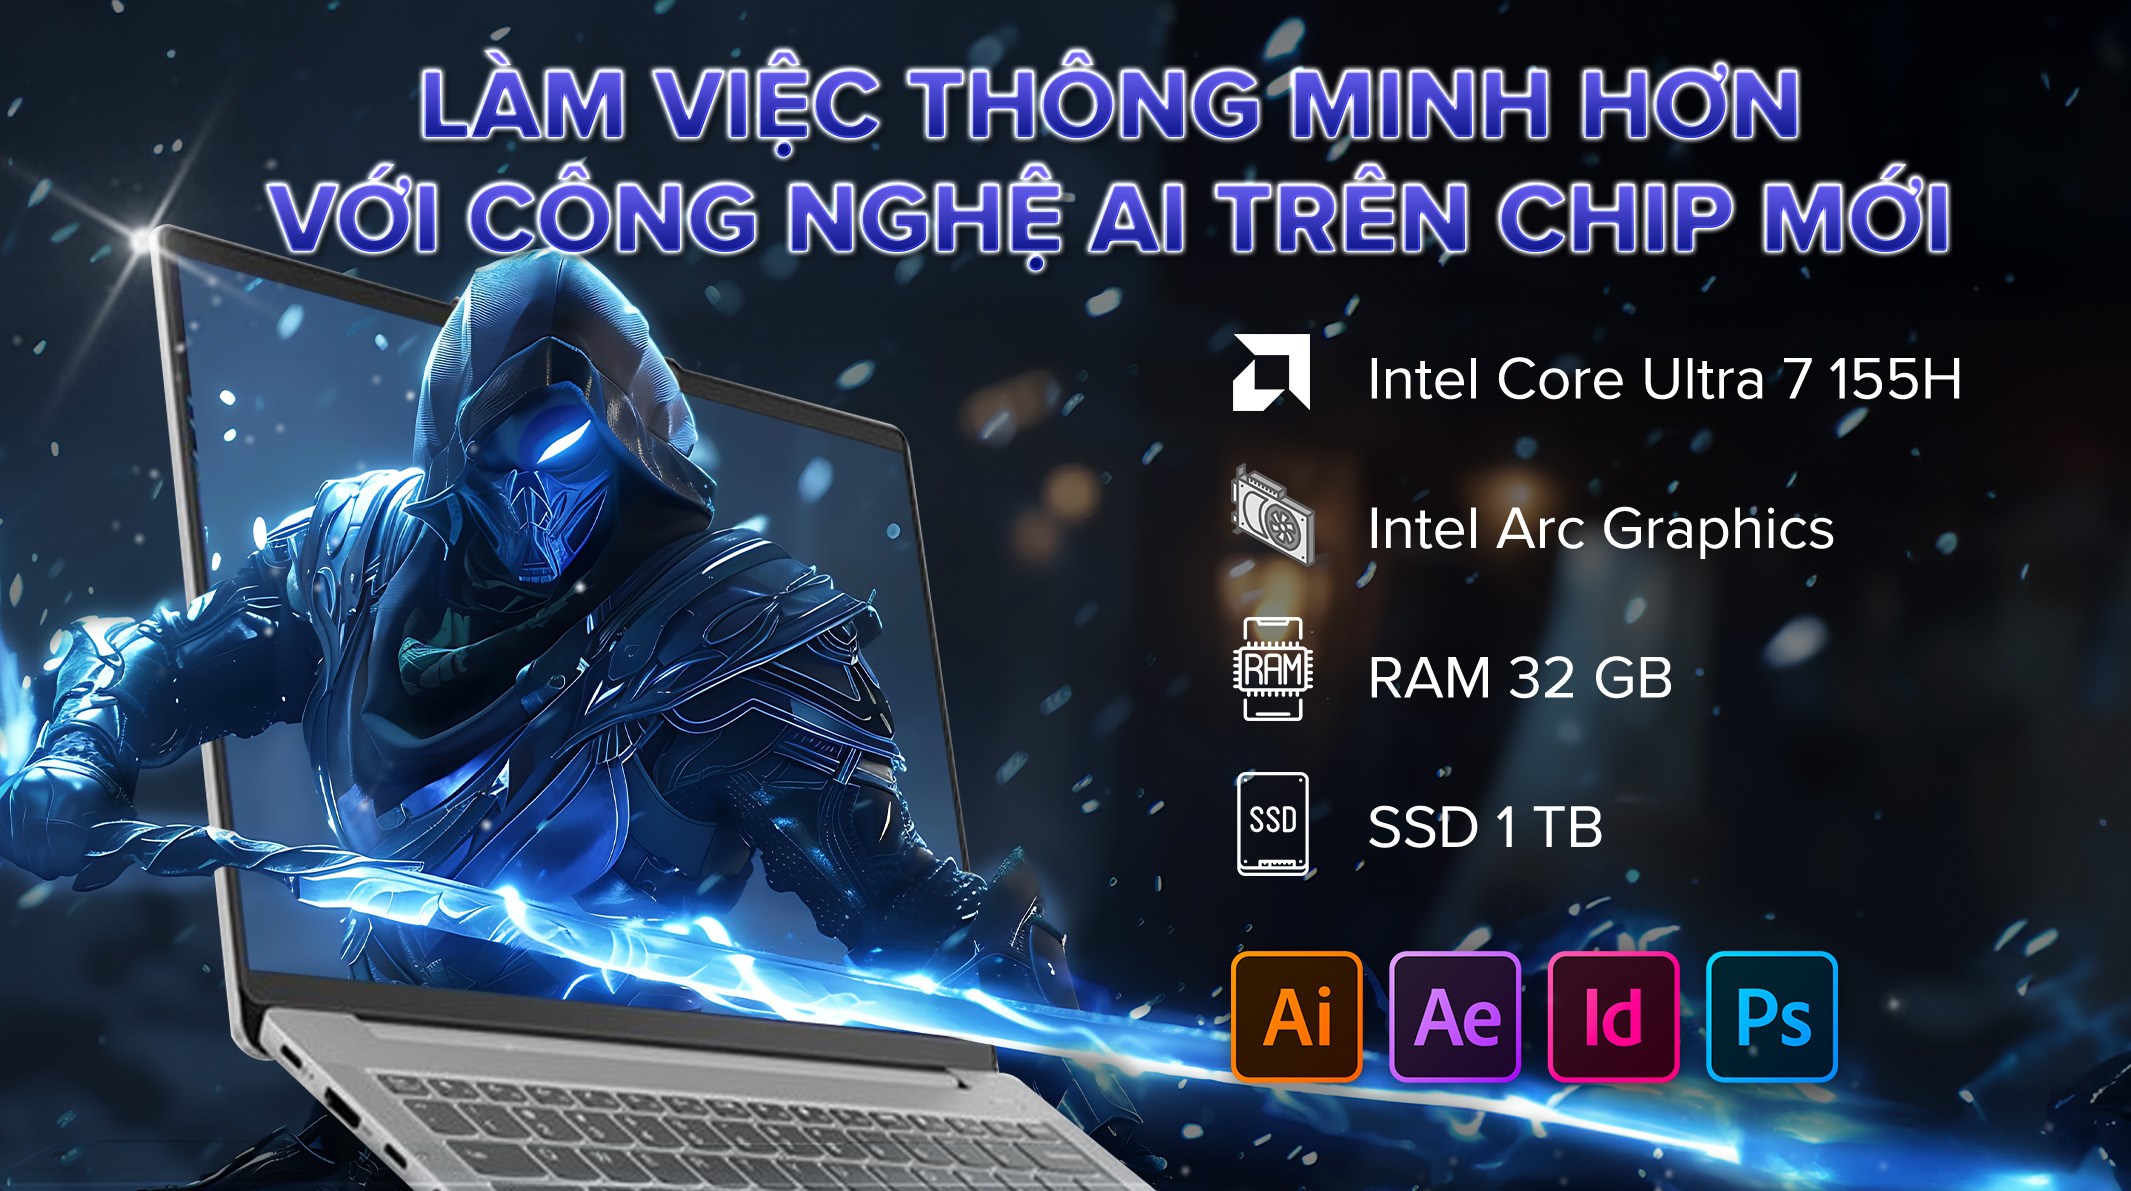 LÀM VIỆC THÔNG MINH HƠN
VỚI CÔNG NGHỆ AI TRÊN CHIP MỚI
Intel Core Ultra 7 155H
Intel Arc Graphics
RAM
RAM 32 GB
SSD
SSD 1 TB
Ai Ae Id Ps